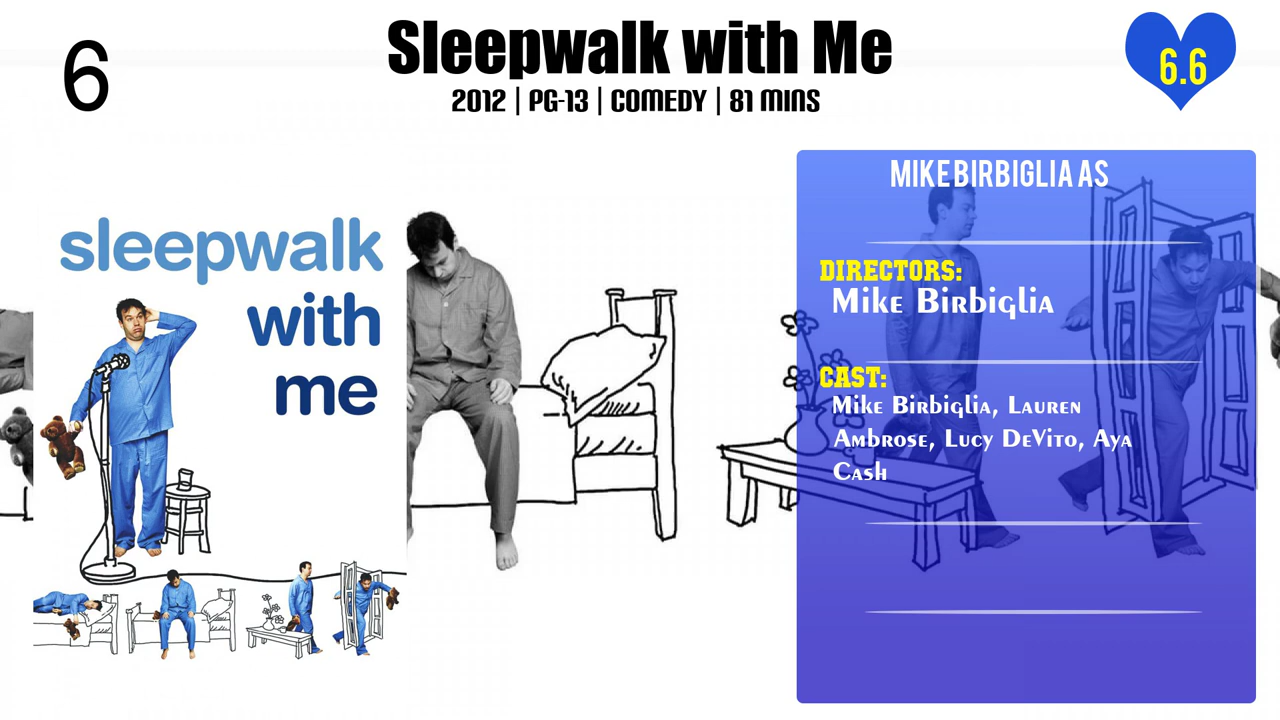 6
Sleepwalk with Me
2012 | PG-13 | COMEDY | 81 MINS
6.6
sleepwalk
with
me
MIKE BIRBIGLIA AS
DIRECTORS:
Mike Birbiglia
CAST:
Mike Birbiglia, Lauren
Ambrose, Lucy DeVito, Aya
Cash